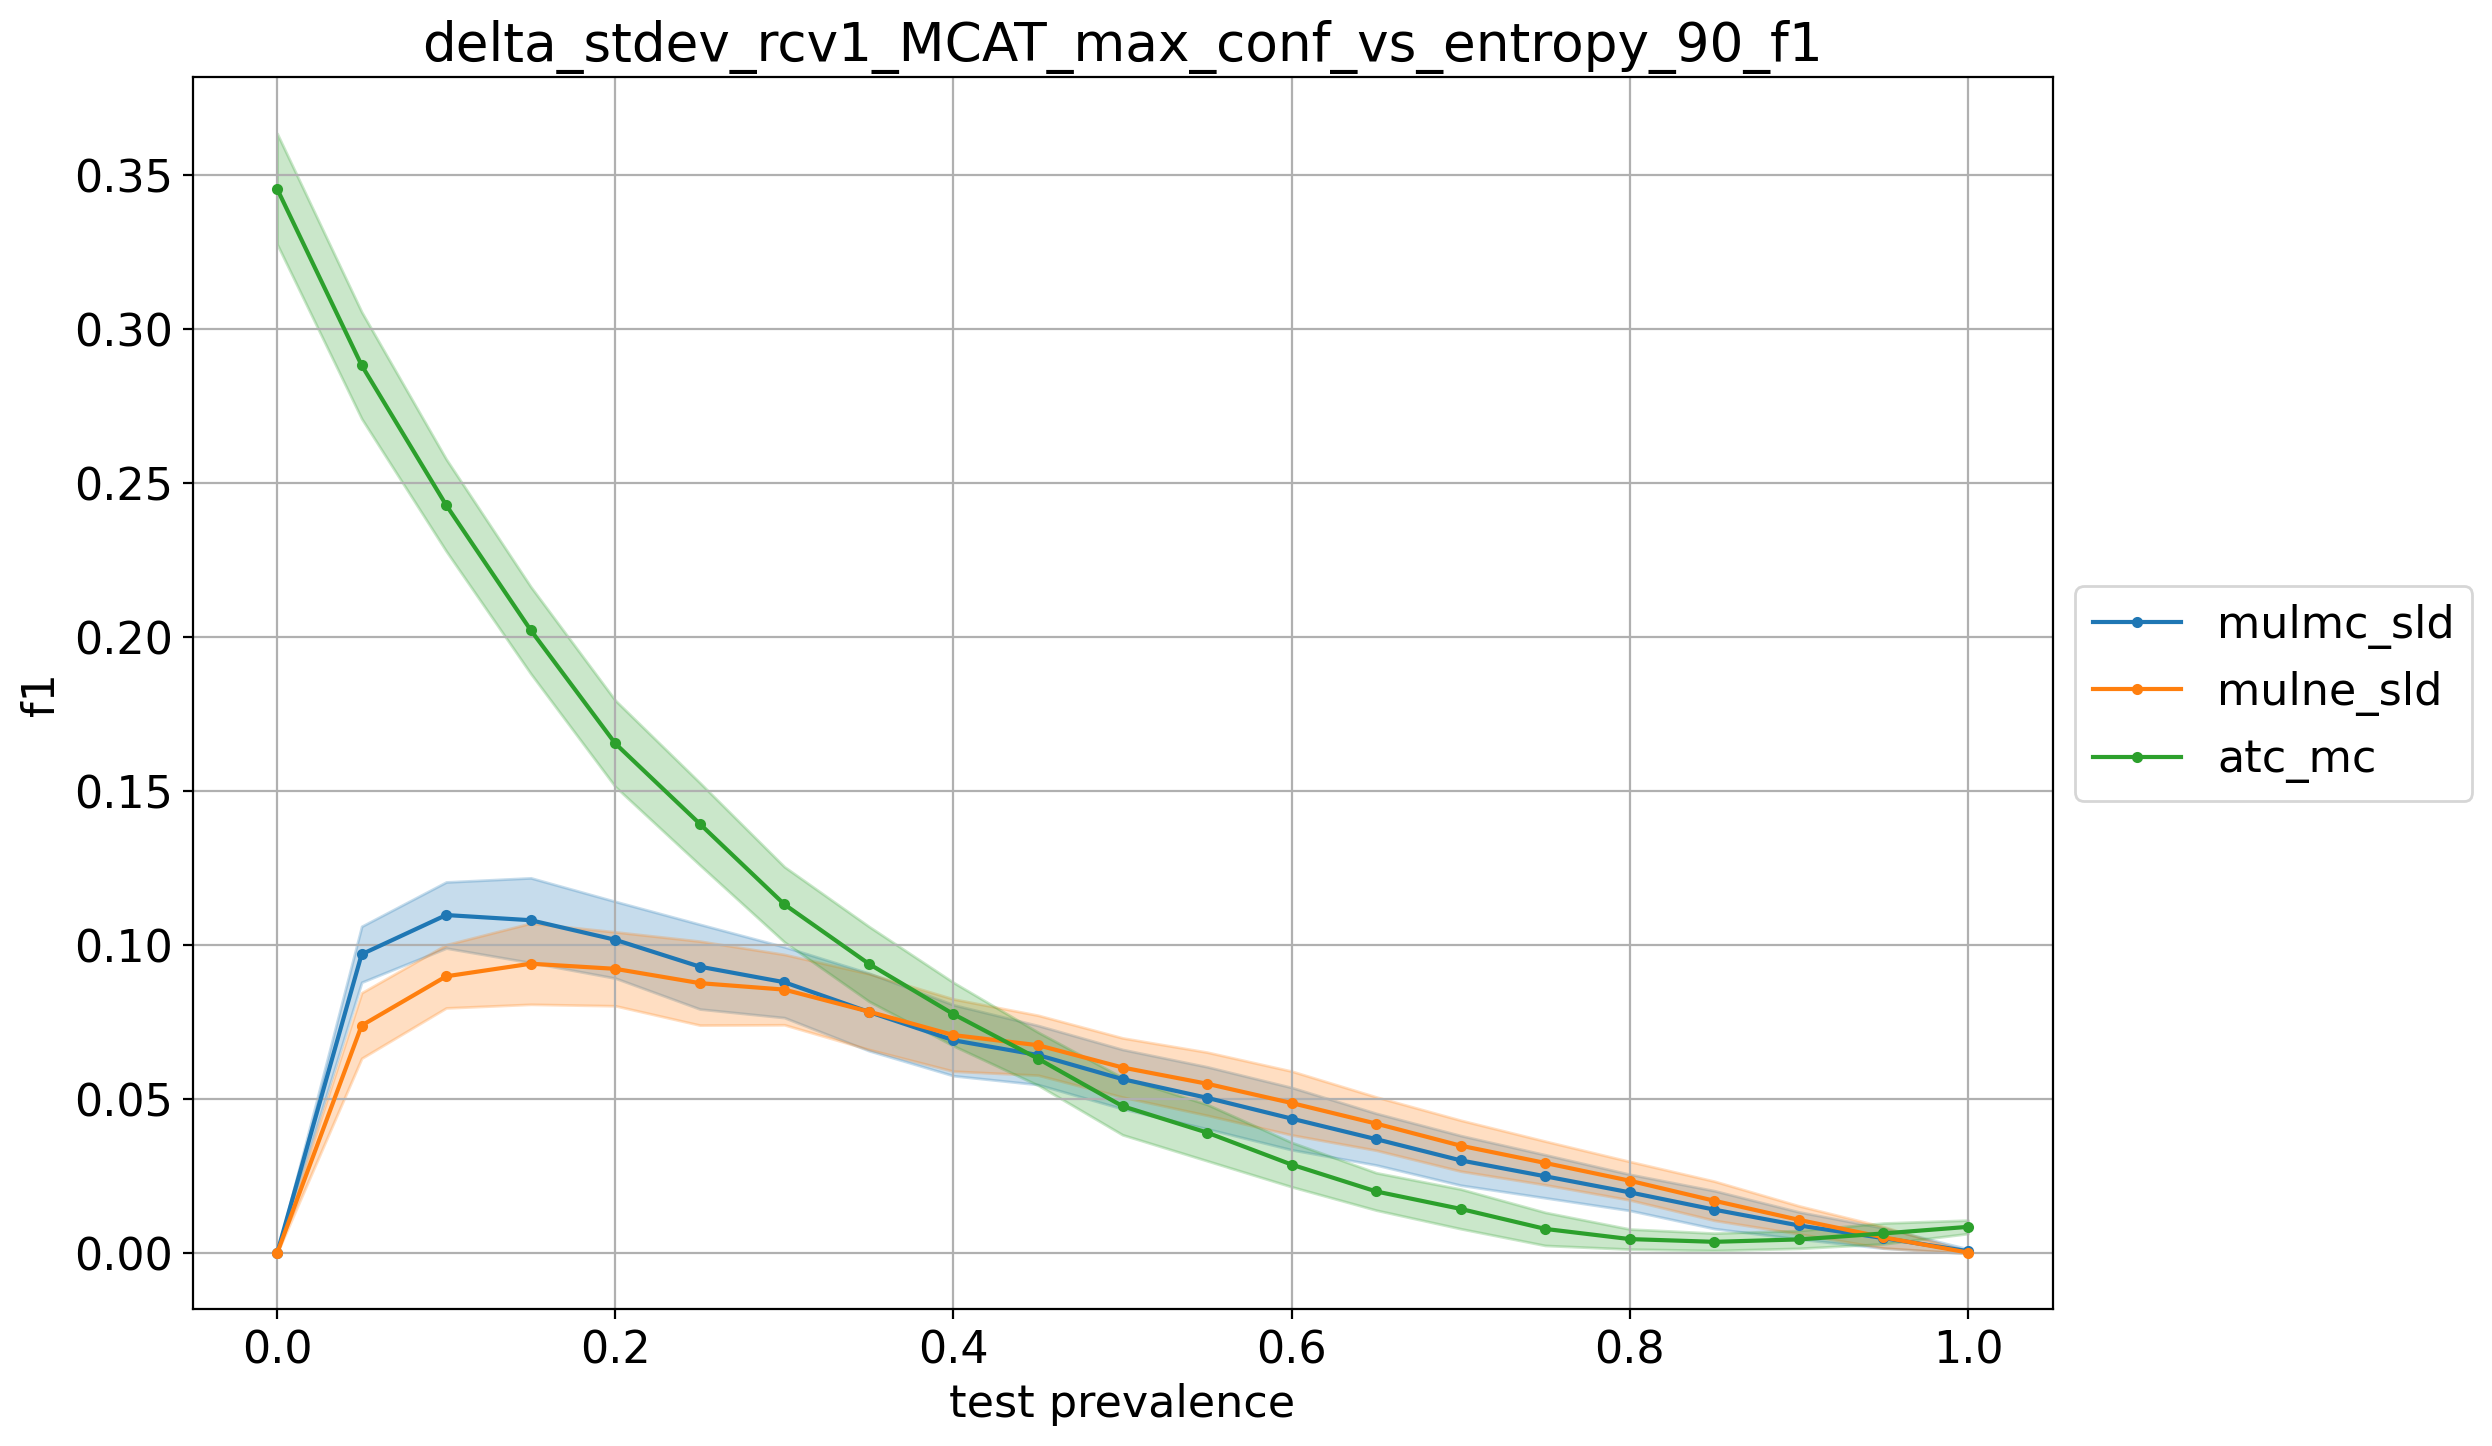 delta_stdev_rcv1_MCAT_max_conf_vs_entropy_90_f1
0.35
0.30
0.25
0.20
0.15
0.10
0.05
0.00
f1
0.0 0.2 0.4 0.6 0.8 1.0
test prevalence
mulmc_sld
mulne_sld
atc_mc